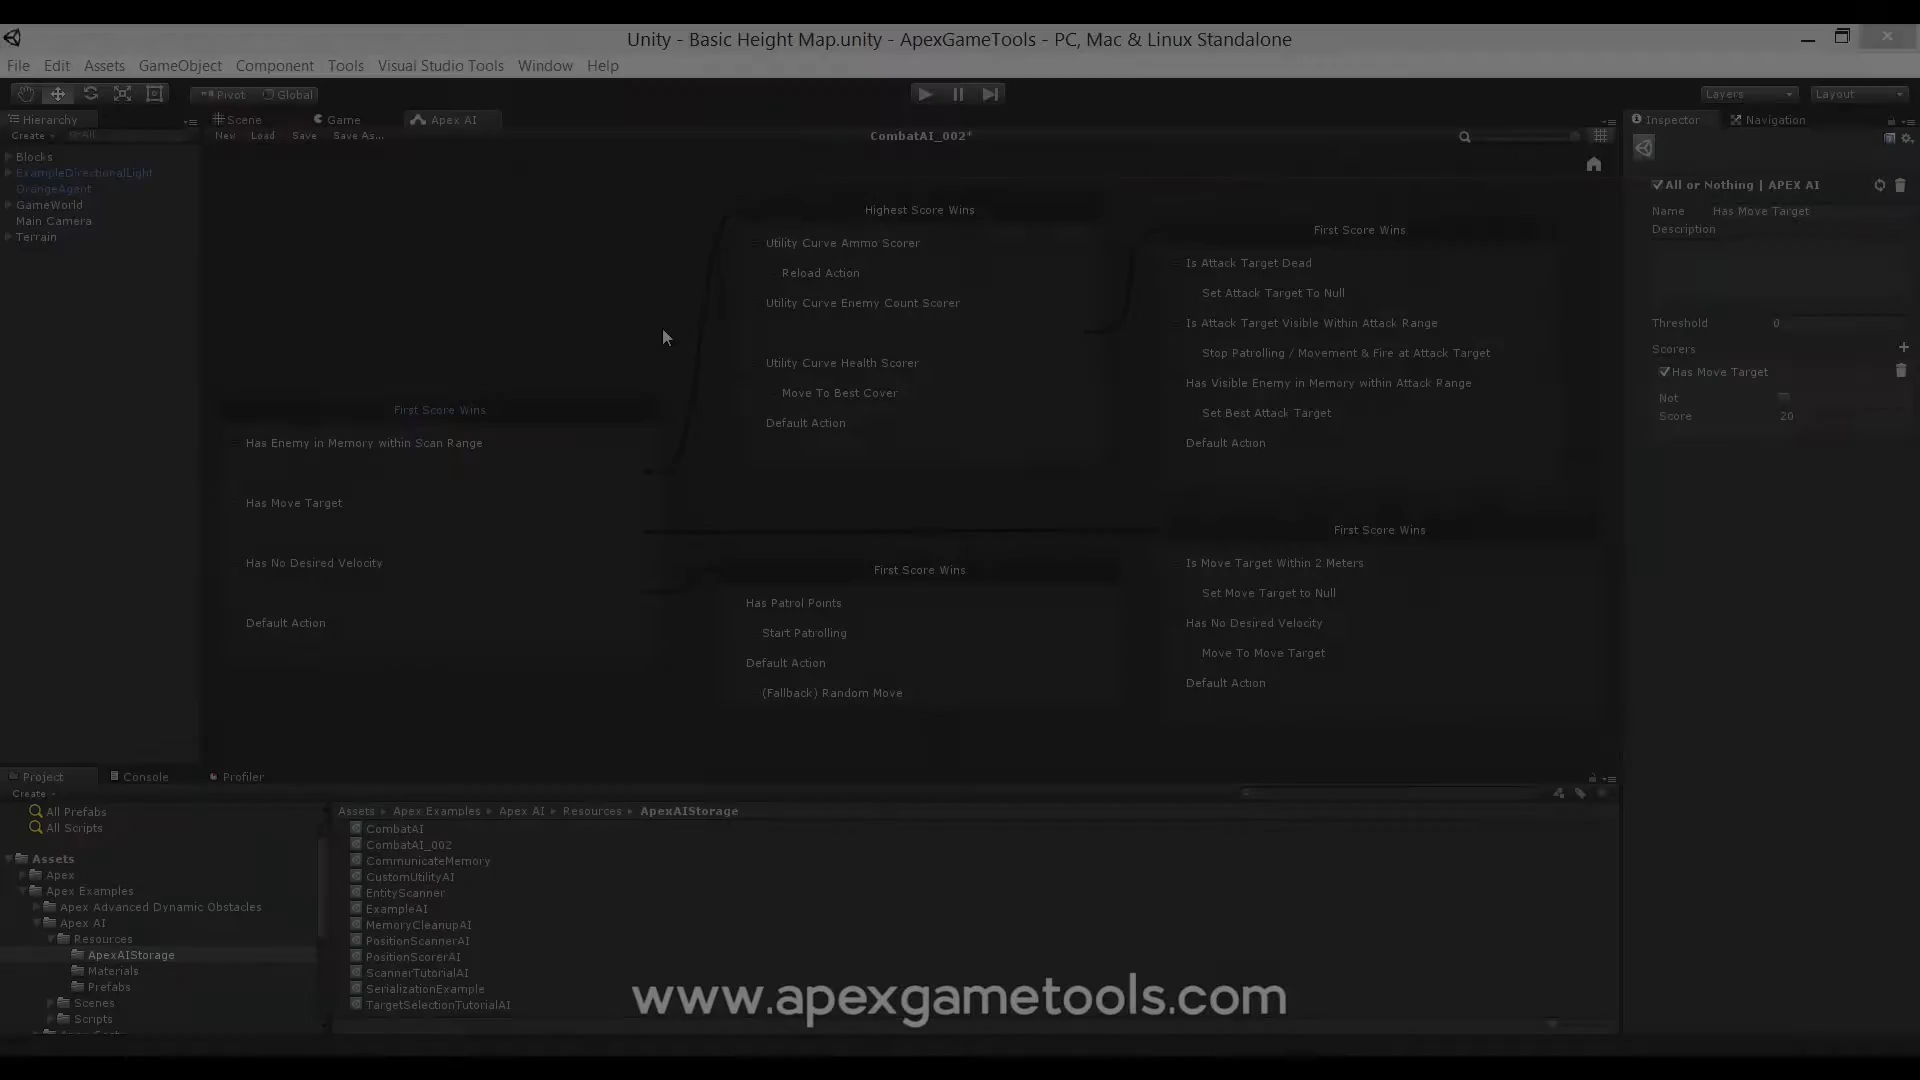 Unity - Basic Height Map.unity - ApexGameTools - PC, Mac & Linux Standalone
File Edit Assets GameObject Component Tools Visual Studio Tools Window Help
Pivot Global Layers Layout
Hierarchy Scene Game Apex AI Inspector Navigation
Create All New Load Save Save As... CombatAI_002*
Blocks
ExampleDirectionalLight
OrangeAgent
GameWorld
Main Camera
Terrain
First Score Wins
Has Enemy in Memory within Scan Range
Has Move Target
Has No Desired Velocity
Default Action
Highest Score Wins
Utility Curve Ammo Scorer
Reload Action
Utility Curve Enemy Count Scorer
Utility Curve Health Scorer
Move To Best Cover
Default Action
First Score Wins
Has Patrol Points
Start Patrolling
Default Action
(Fallback) Random Move
First Score Wins
Is Attack Target Dead
Set Attack Target To Null
Is Attack Target Visible Within Attack Range
Stop Patrolling / Movement & Fire at Attack Target
Has Visible Enemy in Memory within Attack Range
Set Best Attack Target
Default Action
First Score Wins
Is Move Target Within 2 Meters
Set Move Target to Null
Has No Desired Velocity
Move To Move Target
Default Action
All or Nothing | APEX AI
Name Has Move Target
Description
Threshold 0
Scorers
Has Move Target
Not
Score 20
Project Console Profiler
Create
All Prefabs
All Scripts
Assets
Apex
Apex Examples
Apex Advanced Dynamic Obstacles
Apex AI
Resources
ApexAIStorage
Materials
Prefabs
Scenes
Scripts
Assets Apex Examples Apex AI Resources ApexAIStorage
CombatAI
CombatAI_002
CommunicateMemory
CustomUtilityAI
EntityScanner
ExampleAI
MemoryCleanupAI
PositionScannerAI
PositionScorerAI
ScannerTutorialAI
SerializationExample
TargetSelectionTutorialAI
www.apexgametools.com